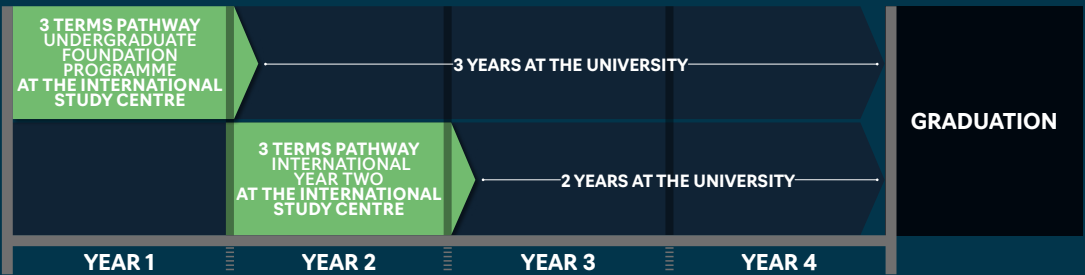 3 TERMS PATHWAY
UNDERGRADUATE
FOUNDATION
PROGRAMME
AT THE INTERNATIONAL
STUDY CENTRE
3 YEARS AT THE UNIVERSITY
GRADUATION
3 TERMS PATHWAY
INTERNATIONAL
YEAR TWO
AT THE INTERNATIONAL
STUDY CENTRE
2 YEARS AT THE UNIVERSITY
YEAR 1
YEAR 2
YEAR 3
YEAR 4